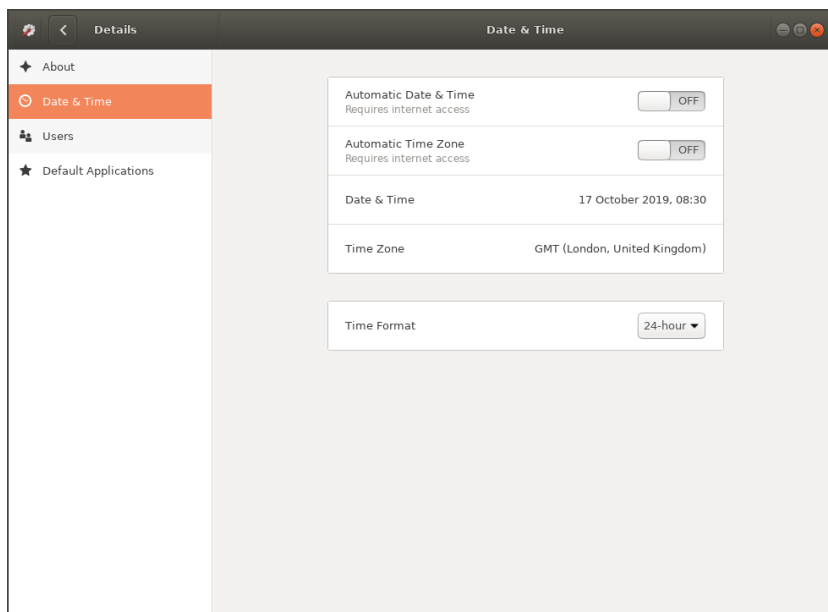 Details
Date & Time
About
Date & Time
Users
Default Applications
Automatic Date & Time
Requires internet access
OFF
Automatic Time Zone
Requires internet access
OFF
Date & Time
17 October 2019, 08:30
Time Zone
GMT (London, United Kingdom)
Time Format
24-hour